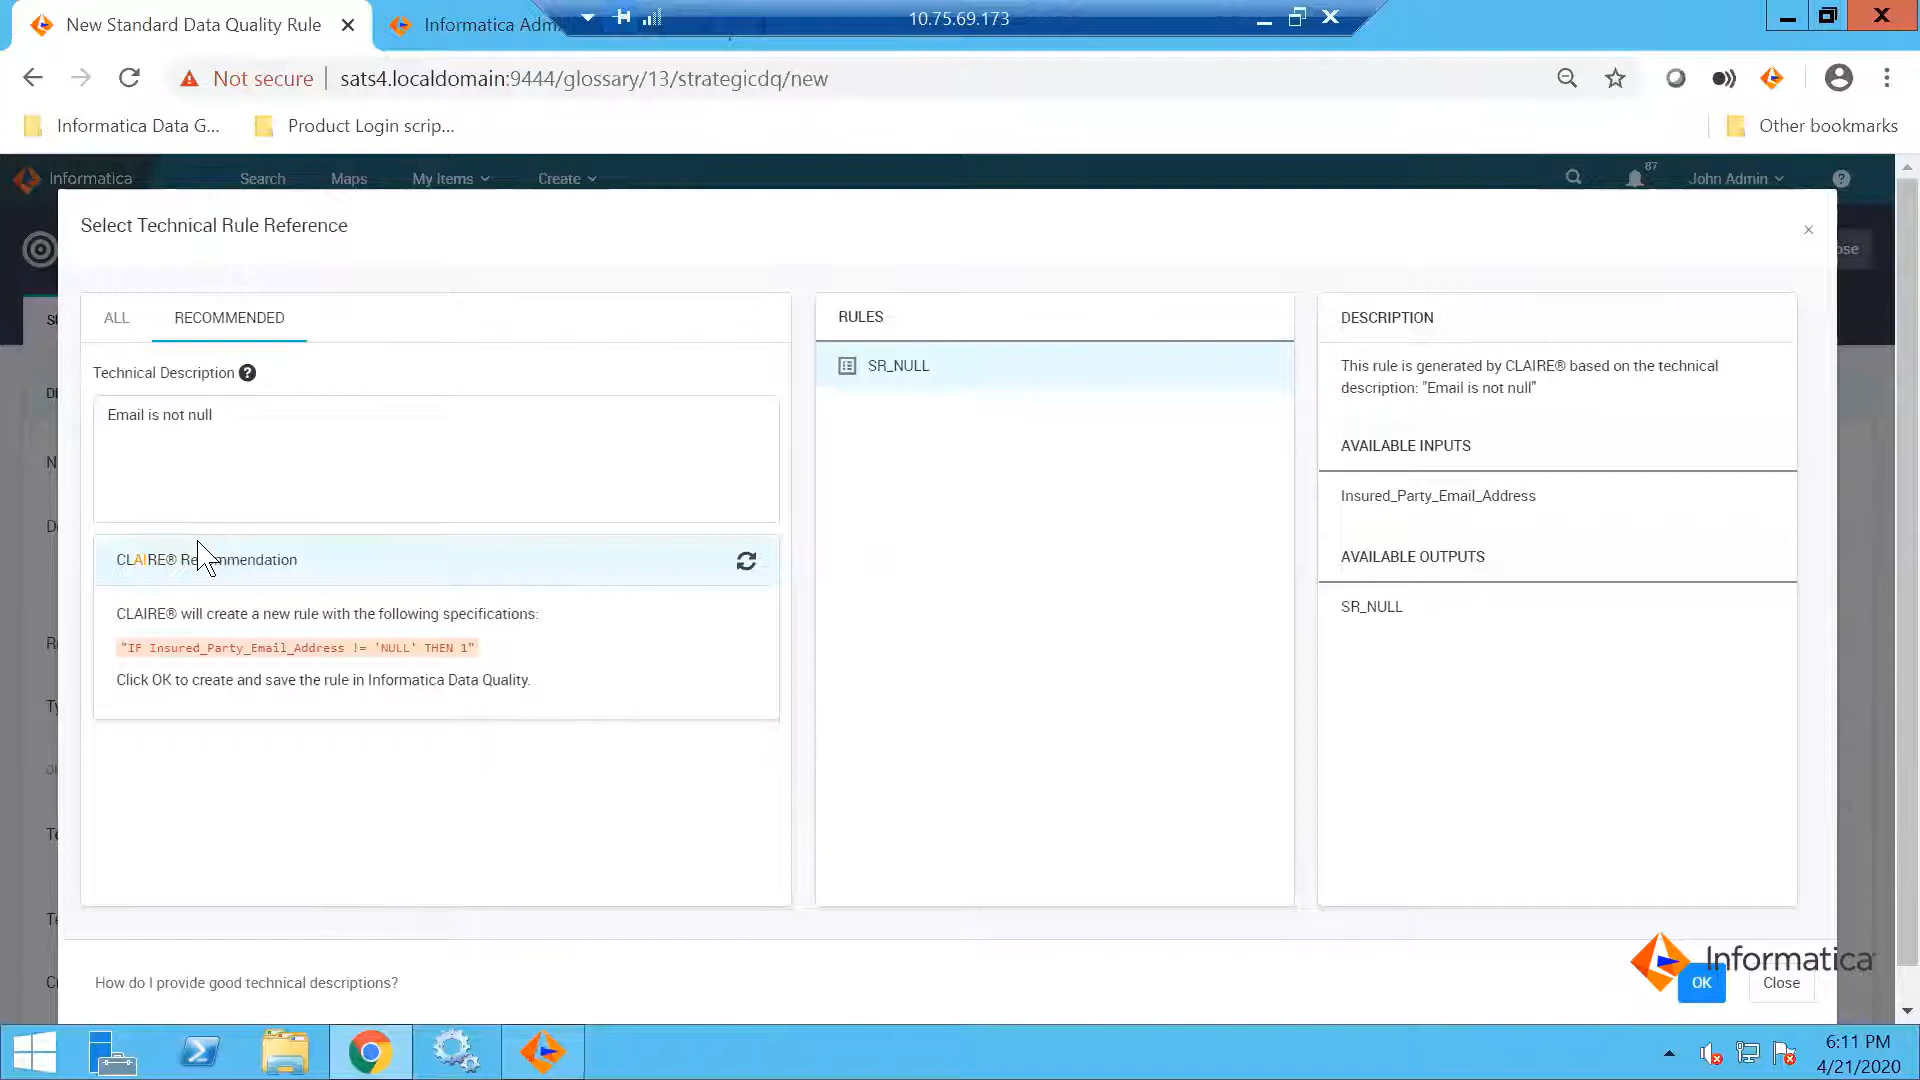 New Standard Data Quality Rule
Informatica Admi
10.75.69.173
Not secure
sats4.localdomain:9444/glossary/13/strategicdq/new
Informatica Data G...
Product Login scrip...
Other bookmarks
Informatica
Search
Maps
My Items
Create
87
John Admin
Select Technical Rule Reference
ALL
RECOMMENDED
Technical Description
Email is not null
CLAIRE® Recommendation
CLAIRE® will create a new rule with the following specifications:
"IF Insured_Party_Email_Address != 'NULL' THEN 1"
Click OK to create and save the rule in Informatica Data Quality.
RULES
SR_NULL
DESCRIPTION
This rule is generated by CLAIRE® based on the technical
description: "Email is not null"
AVAILABLE INPUTS
Insured_Party_Email_Address
AVAILABLE OUTPUTS
SR_NULL
How do I provide good technical descriptions?
Informatica
OK
Close
6:11 PM
4/21/2020